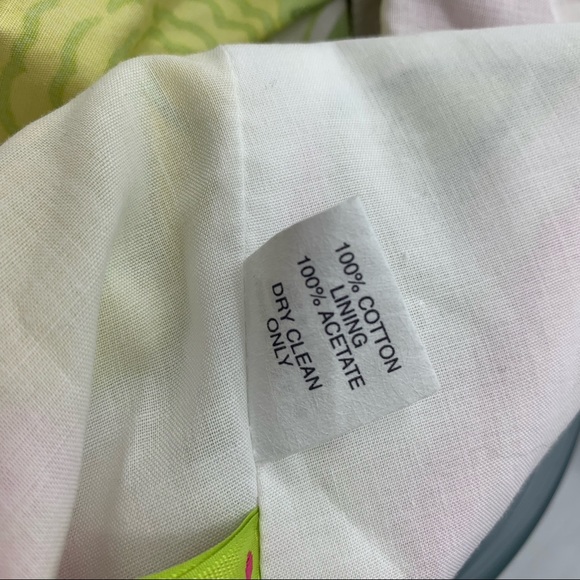 100% COTTON
LINING
100% ACETATE
DRY CLEAN
ONLY